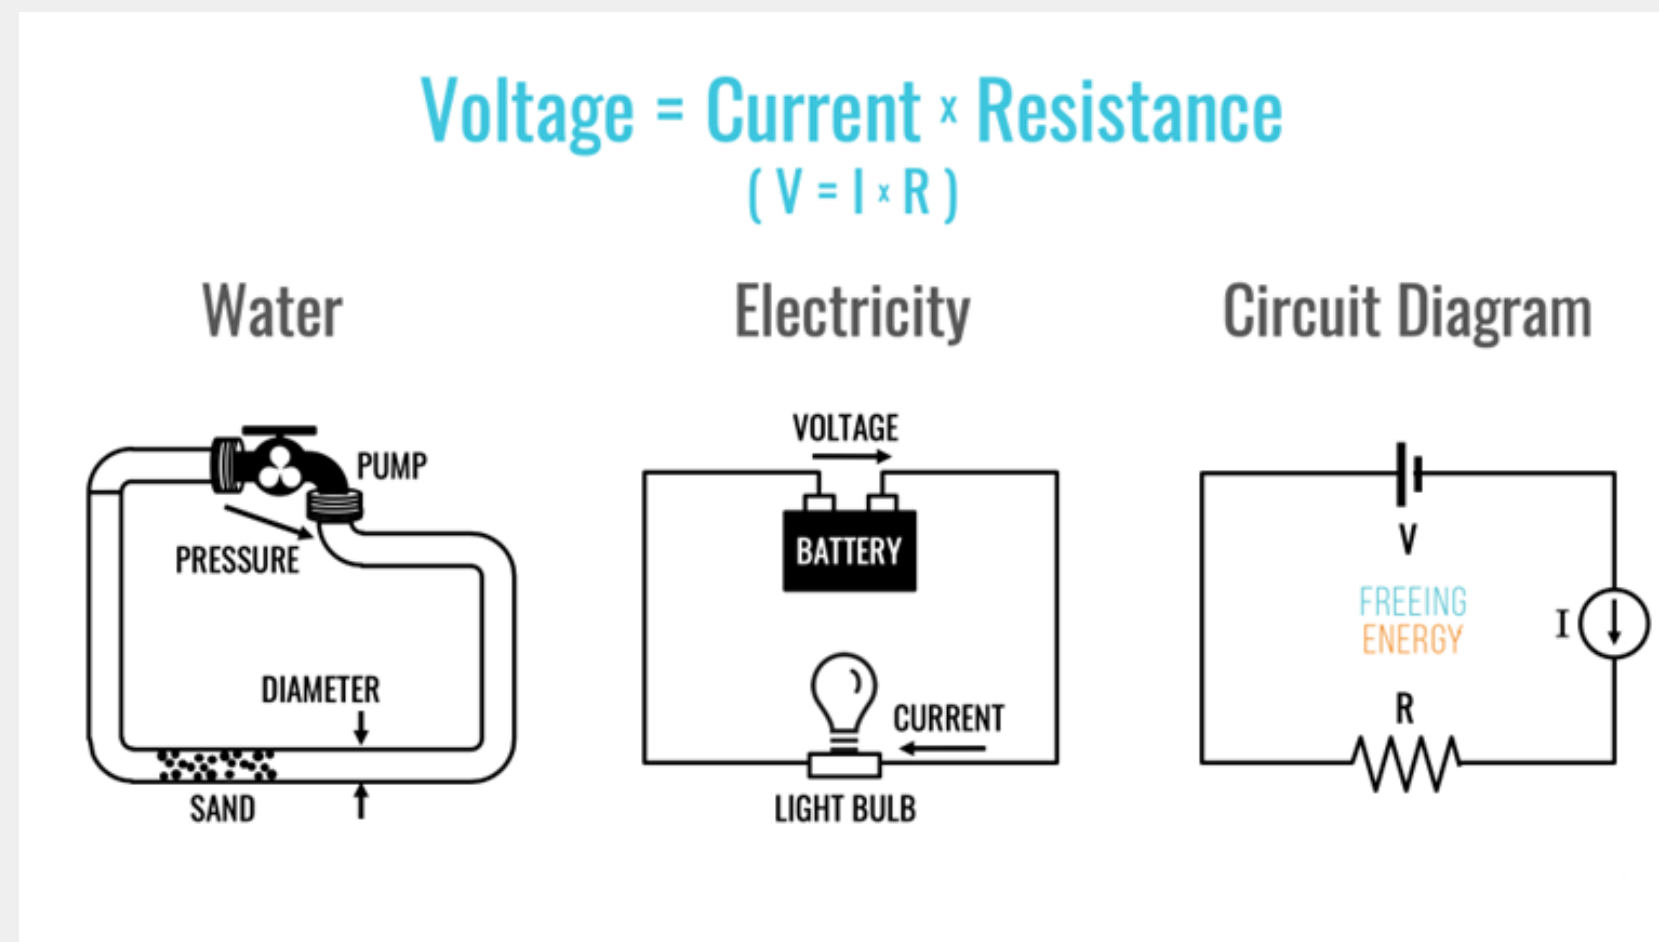 Voltage = Current x Resistance
( V = I x R )
Water
Electricity
Circuit Diagram
PUMP
PRESSURE
DIAMETER
SAND
VOLTAGE
BATTERY
CURRENT
LIGHT BULB
V
FREEING
ENERGY
I
R